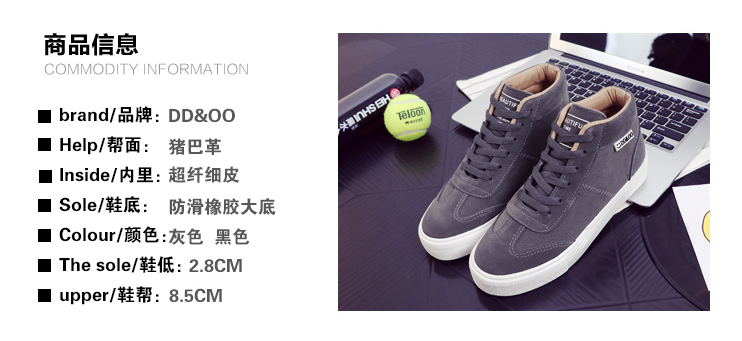 商品信息
COMMODITY INFORMATION
brand/品牌: DD&OO
Help/帮面: 猪巴革
Inside/内里: 超纤细皮
Sole/鞋底: 防滑橡胶大底
Colour/颜色:灰色 黑色
The sole/鞋低: 2.8CM
upper/鞋帮: 8.5CM
Teloon